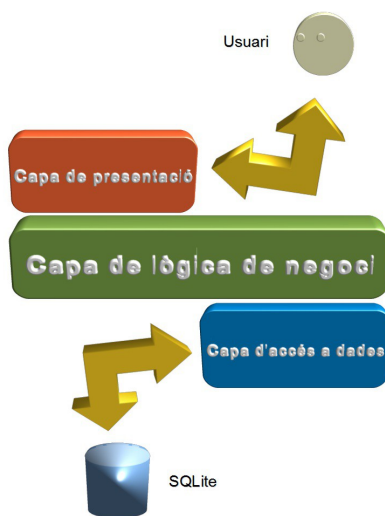 Usuari
Capa de presentació
Capa de lògica de negoci
Capa d'accés a dades
SQLite